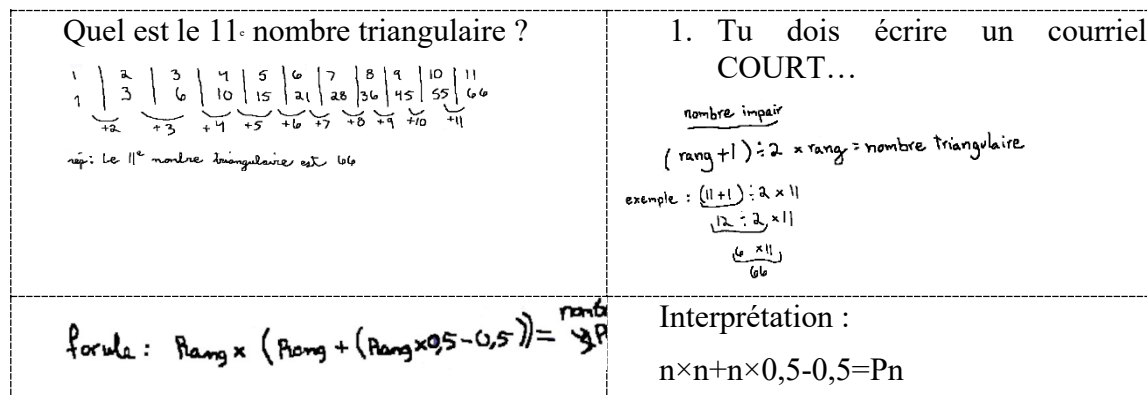 Quel est le 11e nombre triangulaire ?
1 | 2 | 3 | 4 | 5 | 6 | 7 | 8 | 9 | 10 | 11
1 | 3 | 6 | 10 | 15 | 21 | 28 | 36 | 45 | 55 | 66
+2 +3 +4 +5 +6 +7 +8 +9 +10 +11
rép: Le 11e nombre triangulaire est 66
1. Tu dois écrire un courriel
COURT…
nombre impair
(rang+1) ÷ 2 × rang = nombre triangulaire
exemple : (11+1) ÷ 2 × 11
12 ÷ 2 × 11
6 × 11
66
forule : Rang × (Rang + (Rang×0,5-0,5)) =
Interprétation :
n×n+n×0,5-0,5=Pn